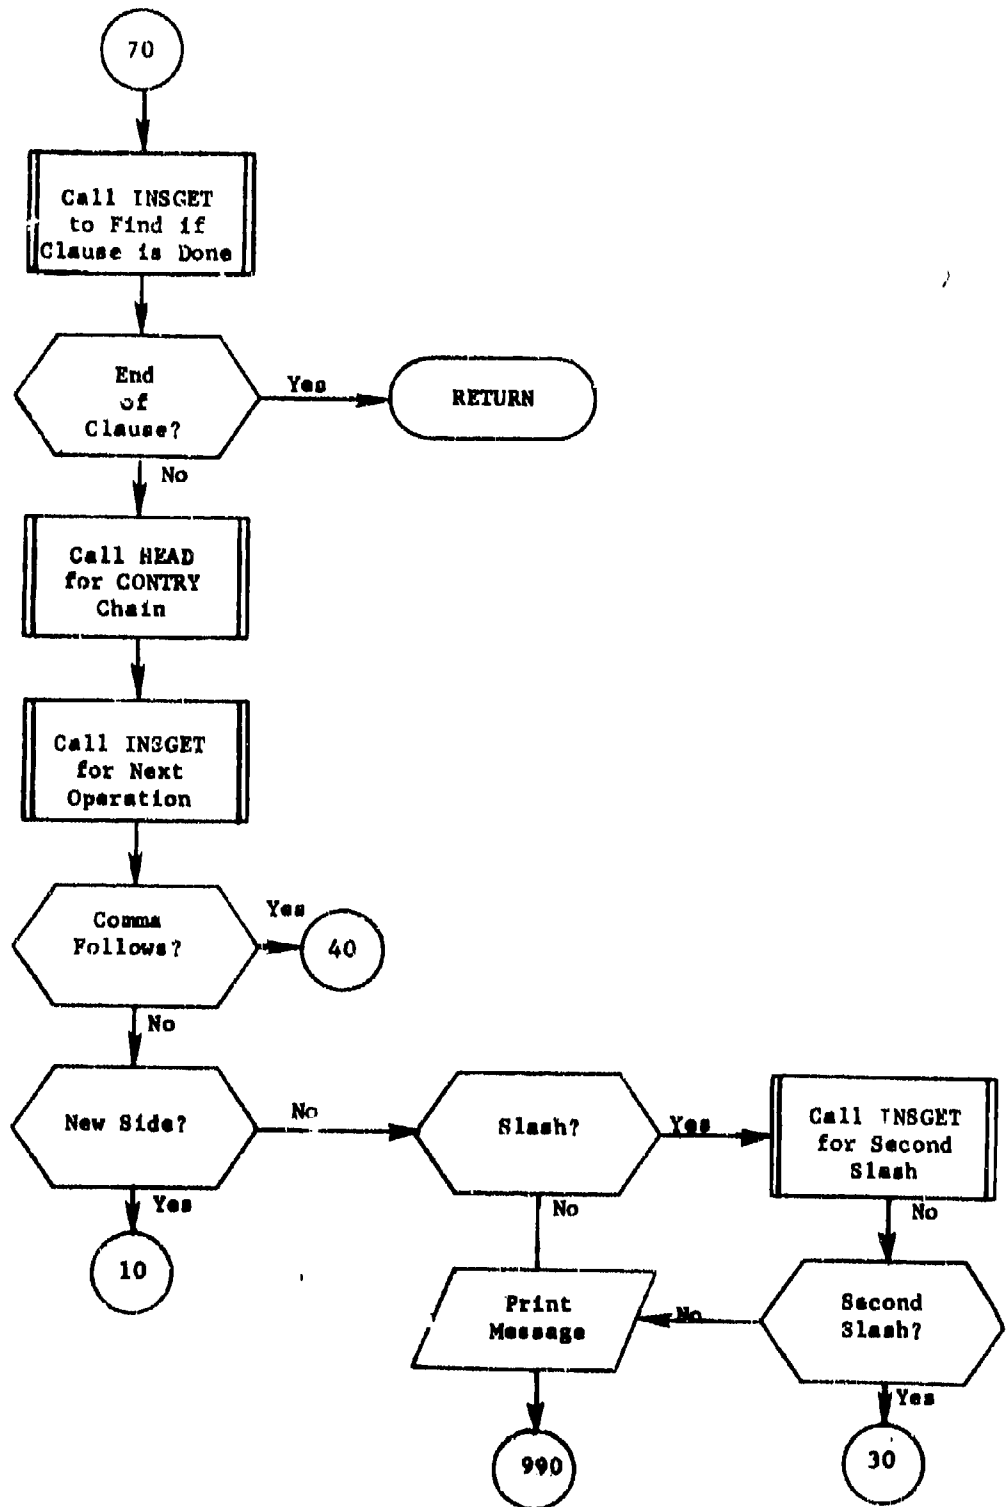 70
Call INSGET
to Find if
Clause is Done
End
of
Clause?
Yes
RETURN
No
Call HEAD
for CONTRY
Chain
Call INSGET
for Next
Operation
Comma
Follows?
Yes
40
No
New Side?
No
Slash?
Yes
Call INSGET
for Second
Slash
Yes
No
No
10
Print
Message
No
Second
Slash?
Yes
990
30